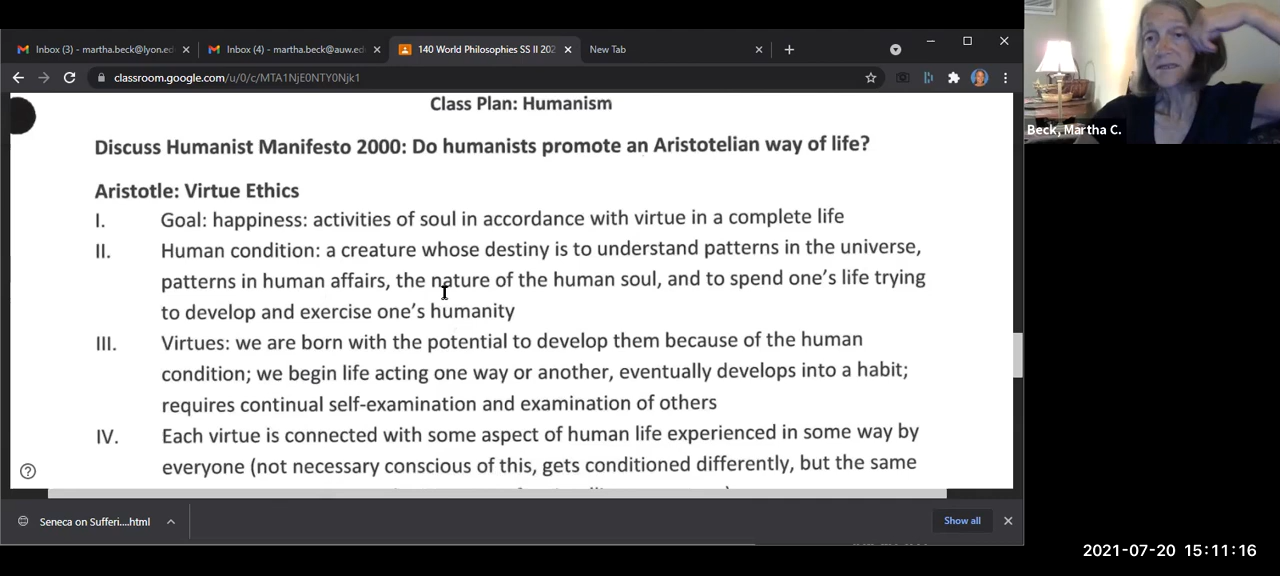 Inbox (3) - martha.beck@lyon.ed
Inbox (4) - martha.beck@auw.ed
140 World Philosophies SS II 202
New Tab
classroom.google.com/u/0/c/MTA1NjE0NTY0Njk1
Beck, Martha C.
Class Plan: Humanism
Discuss Humanist Manifesto 2000: Do humanists promote an Aristotelian way of life?
Aristotle: Virtue Ethics
I. Goal: happiness: activities of soul in accordance with virtue in a complete life
II. Human condition: a creature whose destiny is to understand patterns in the universe,
patterns in human affairs, the nature of the human soul, and to spend one's life trying
to develop and exercise one's humanity
III. Virtues: we are born with the potential to develop them because of the human
condition; we begin life acting one way or another, eventually develops into a habit;
requires continual self-examination and examination of others
IV. Each virtue is connected with some aspect of human life experienced in some way by
everyone (not necessary conscious of this, gets conditioned differently, but the same
Seneca on Sufferi....html
Show all
2021-07-20 15:11:16